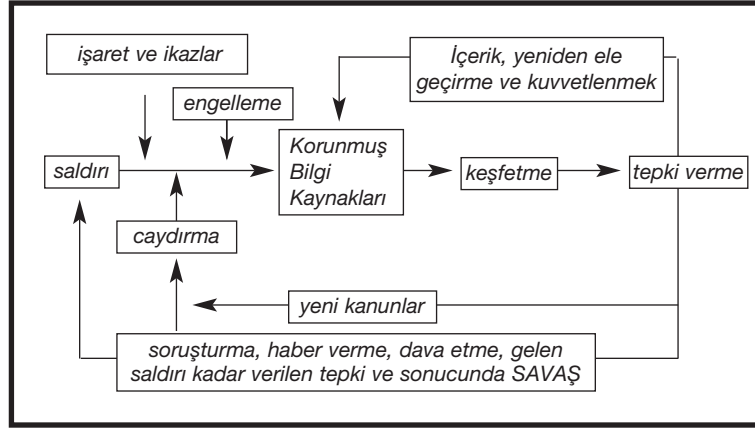 işaret ve ikazlar
İçerik, yeniden ele
geçirme ve kuvvetlenmek
engelleme
saldırı
Korunmuş
Bilgi
Kaynakları
keşfetme
tepki verme
caydırma
yeni kanunlar
soruşturma, haber verme, dava etme, gelen
saldırı kadar verilen tepki ve sonucunda SAVAŞ